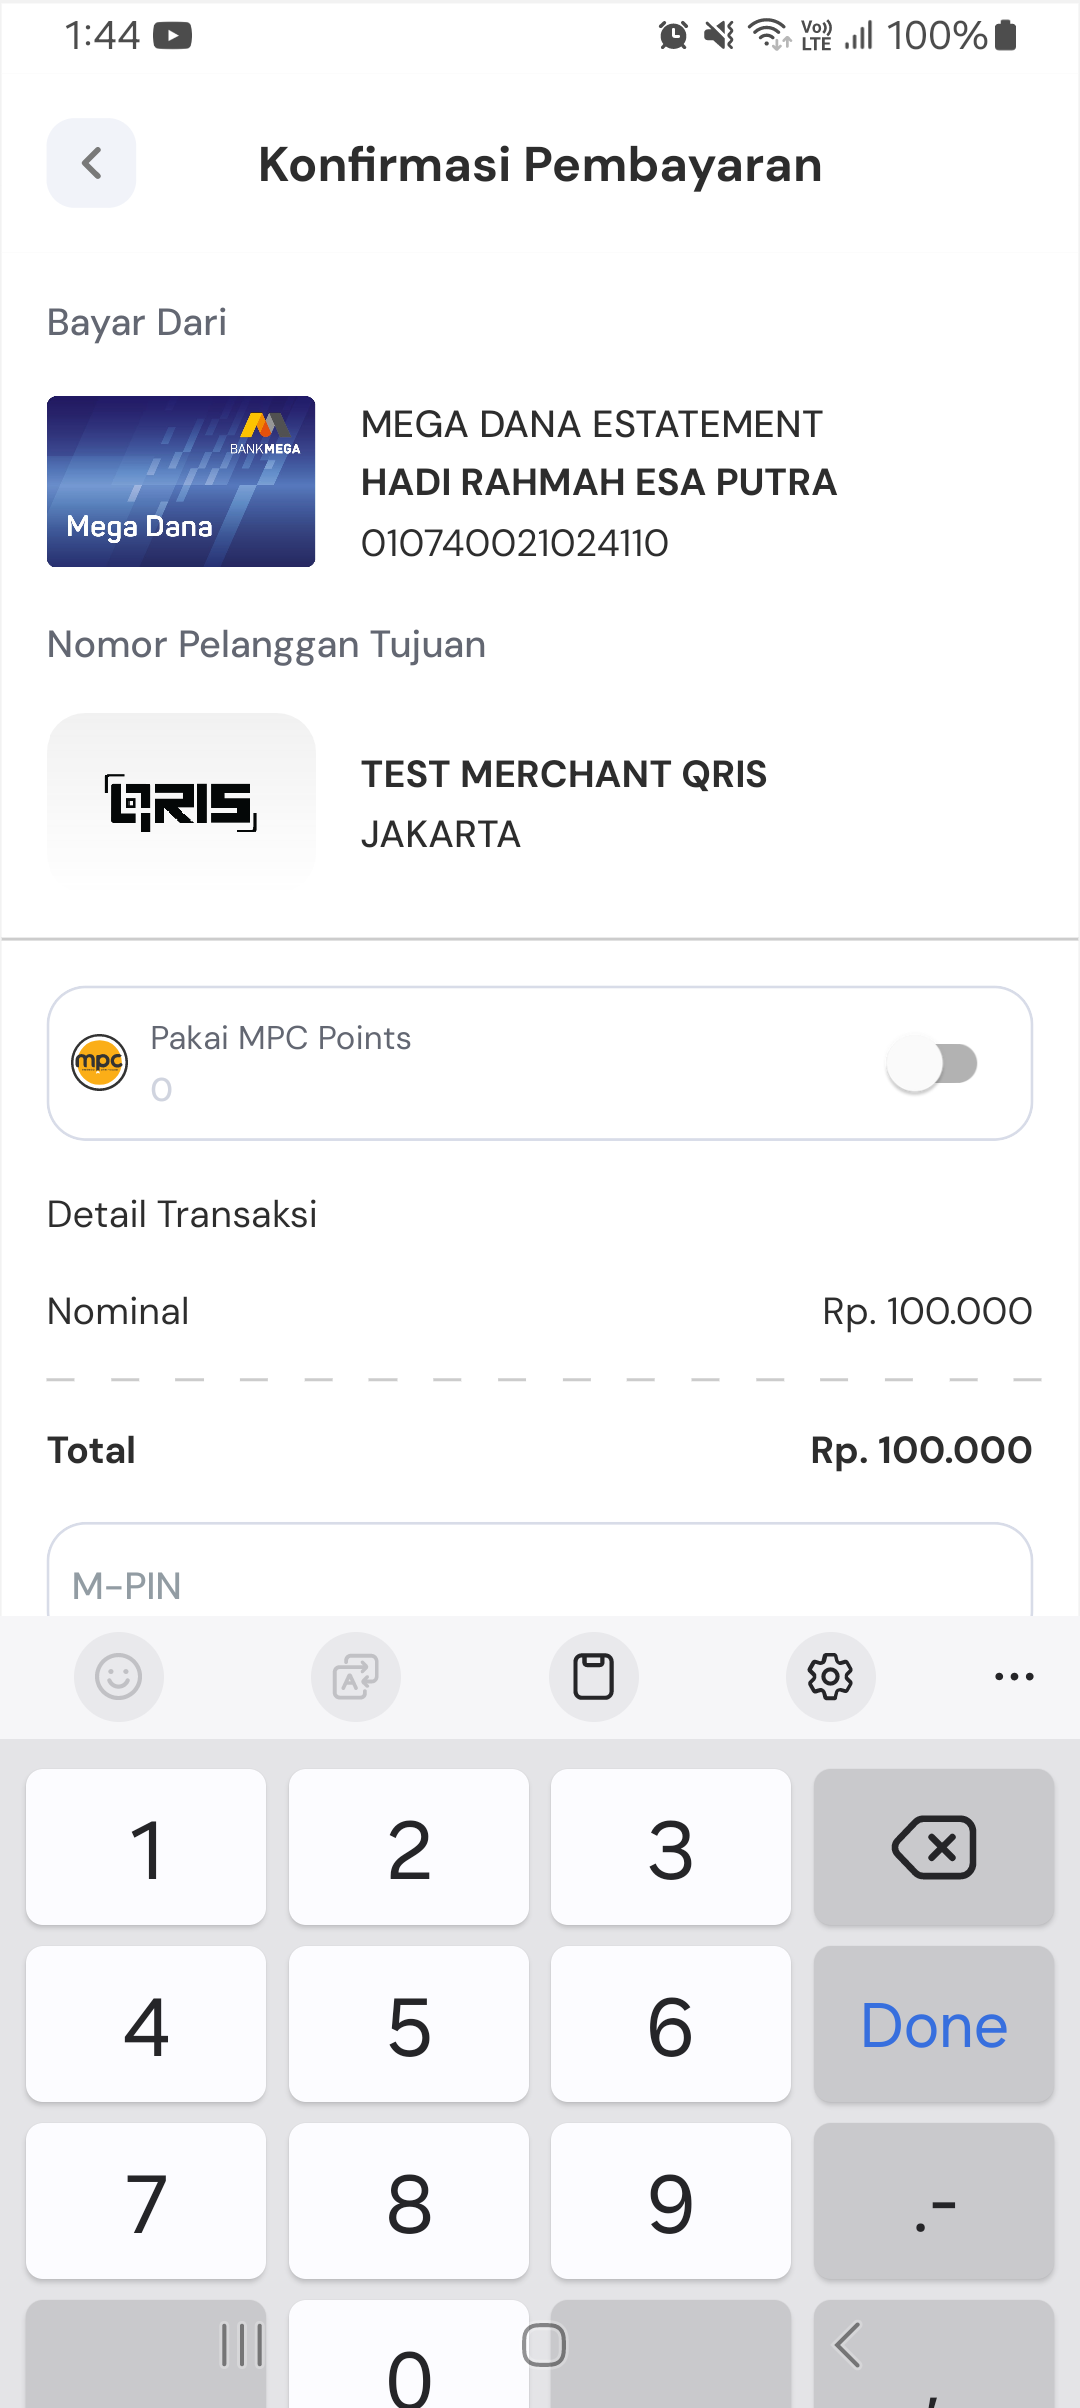 1:44
Vo))
LTE
100%
Konfirmasi Pembayaran
Bayar Dari
BANKMEGA
Mega Dana
MEGA DANA ESTATEMENT
HADI RAHMAH ESA PUTRA
010740021024110
Nomor Pelanggan Tujuan
QRIS
TEST MERCHANT QRIS
JAKARTA
mpc
Pakai MPC Points
0
Detail Transaksi
Nominal Rp. 100.000
Total Rp. 100.000
M-PIN
A
1 2 3
4 5 6 Done
7 8 9 .-
0 ,